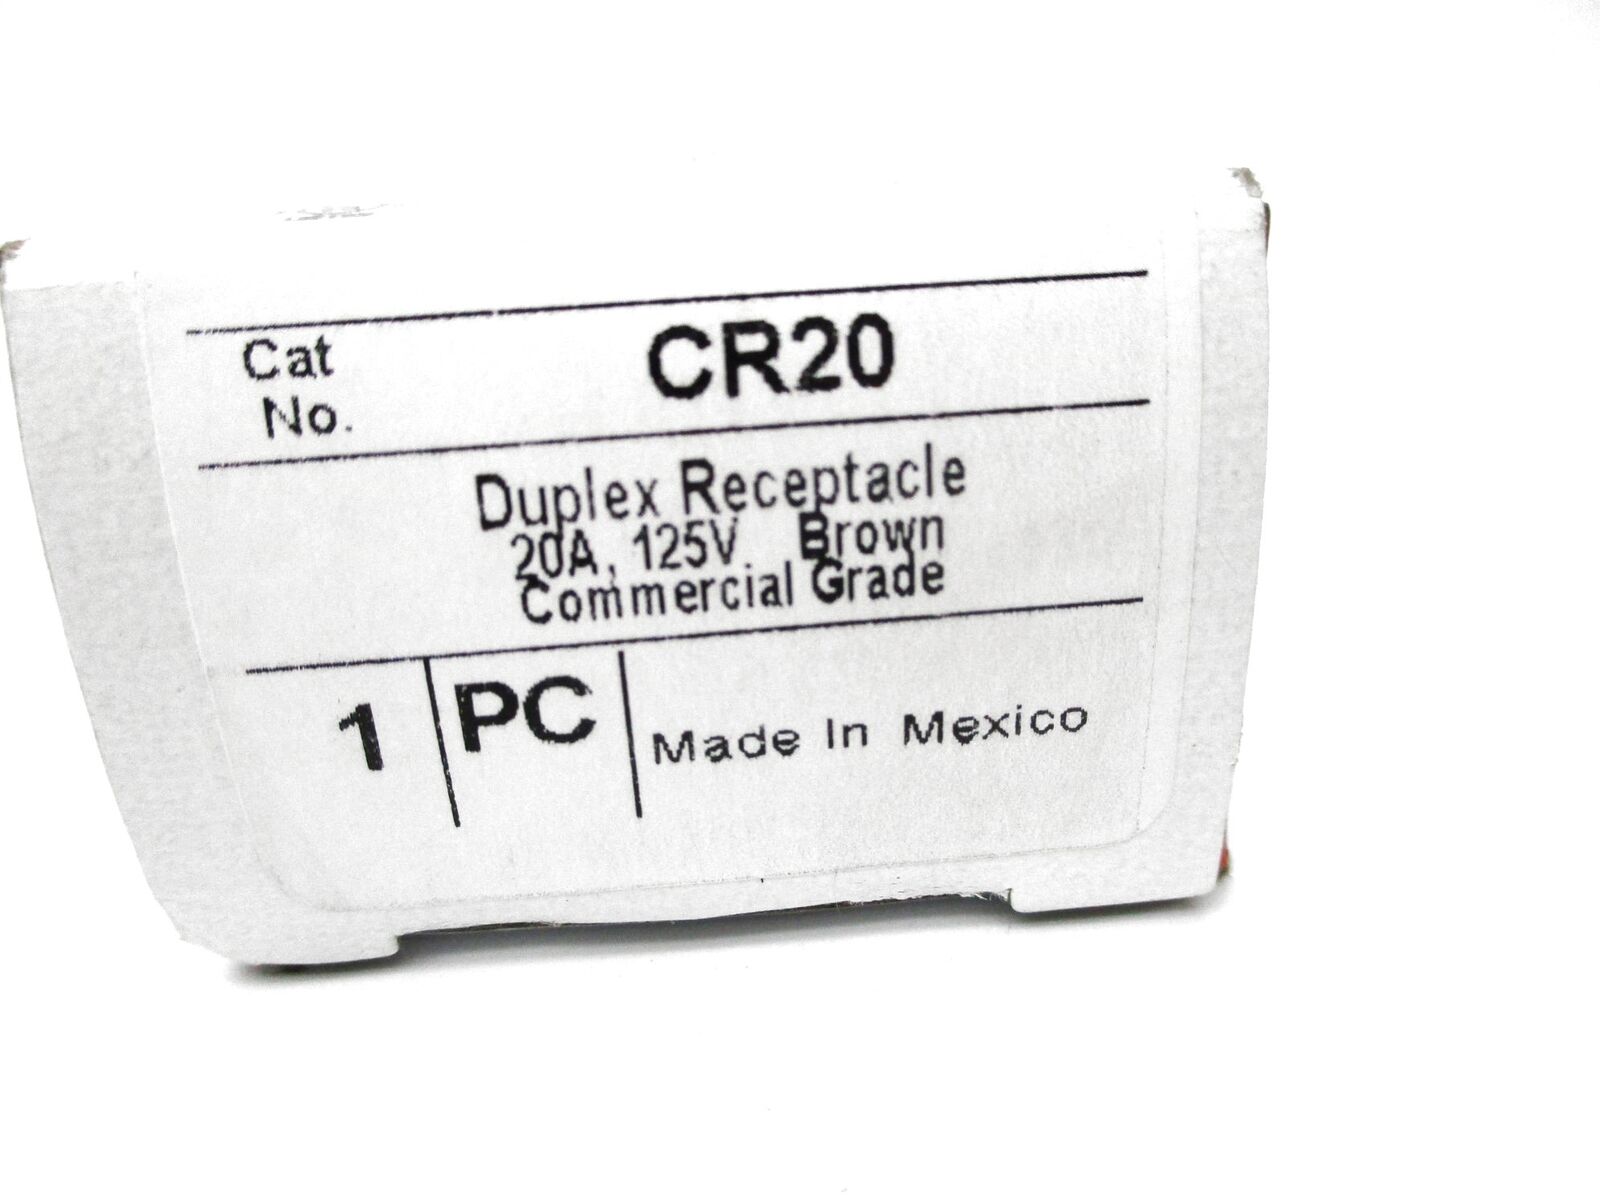 Cat No. CR20
Duplex Receptacle
20A, 125V Brown
Commercial Grade
1 PC Made In Mexico